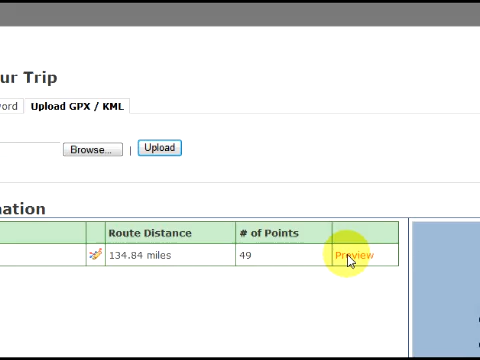 ur Trip
ord Upload GPX / KML
Browse... | Upload
nation
Route Distance # of Points
134.84 miles 49 Preview